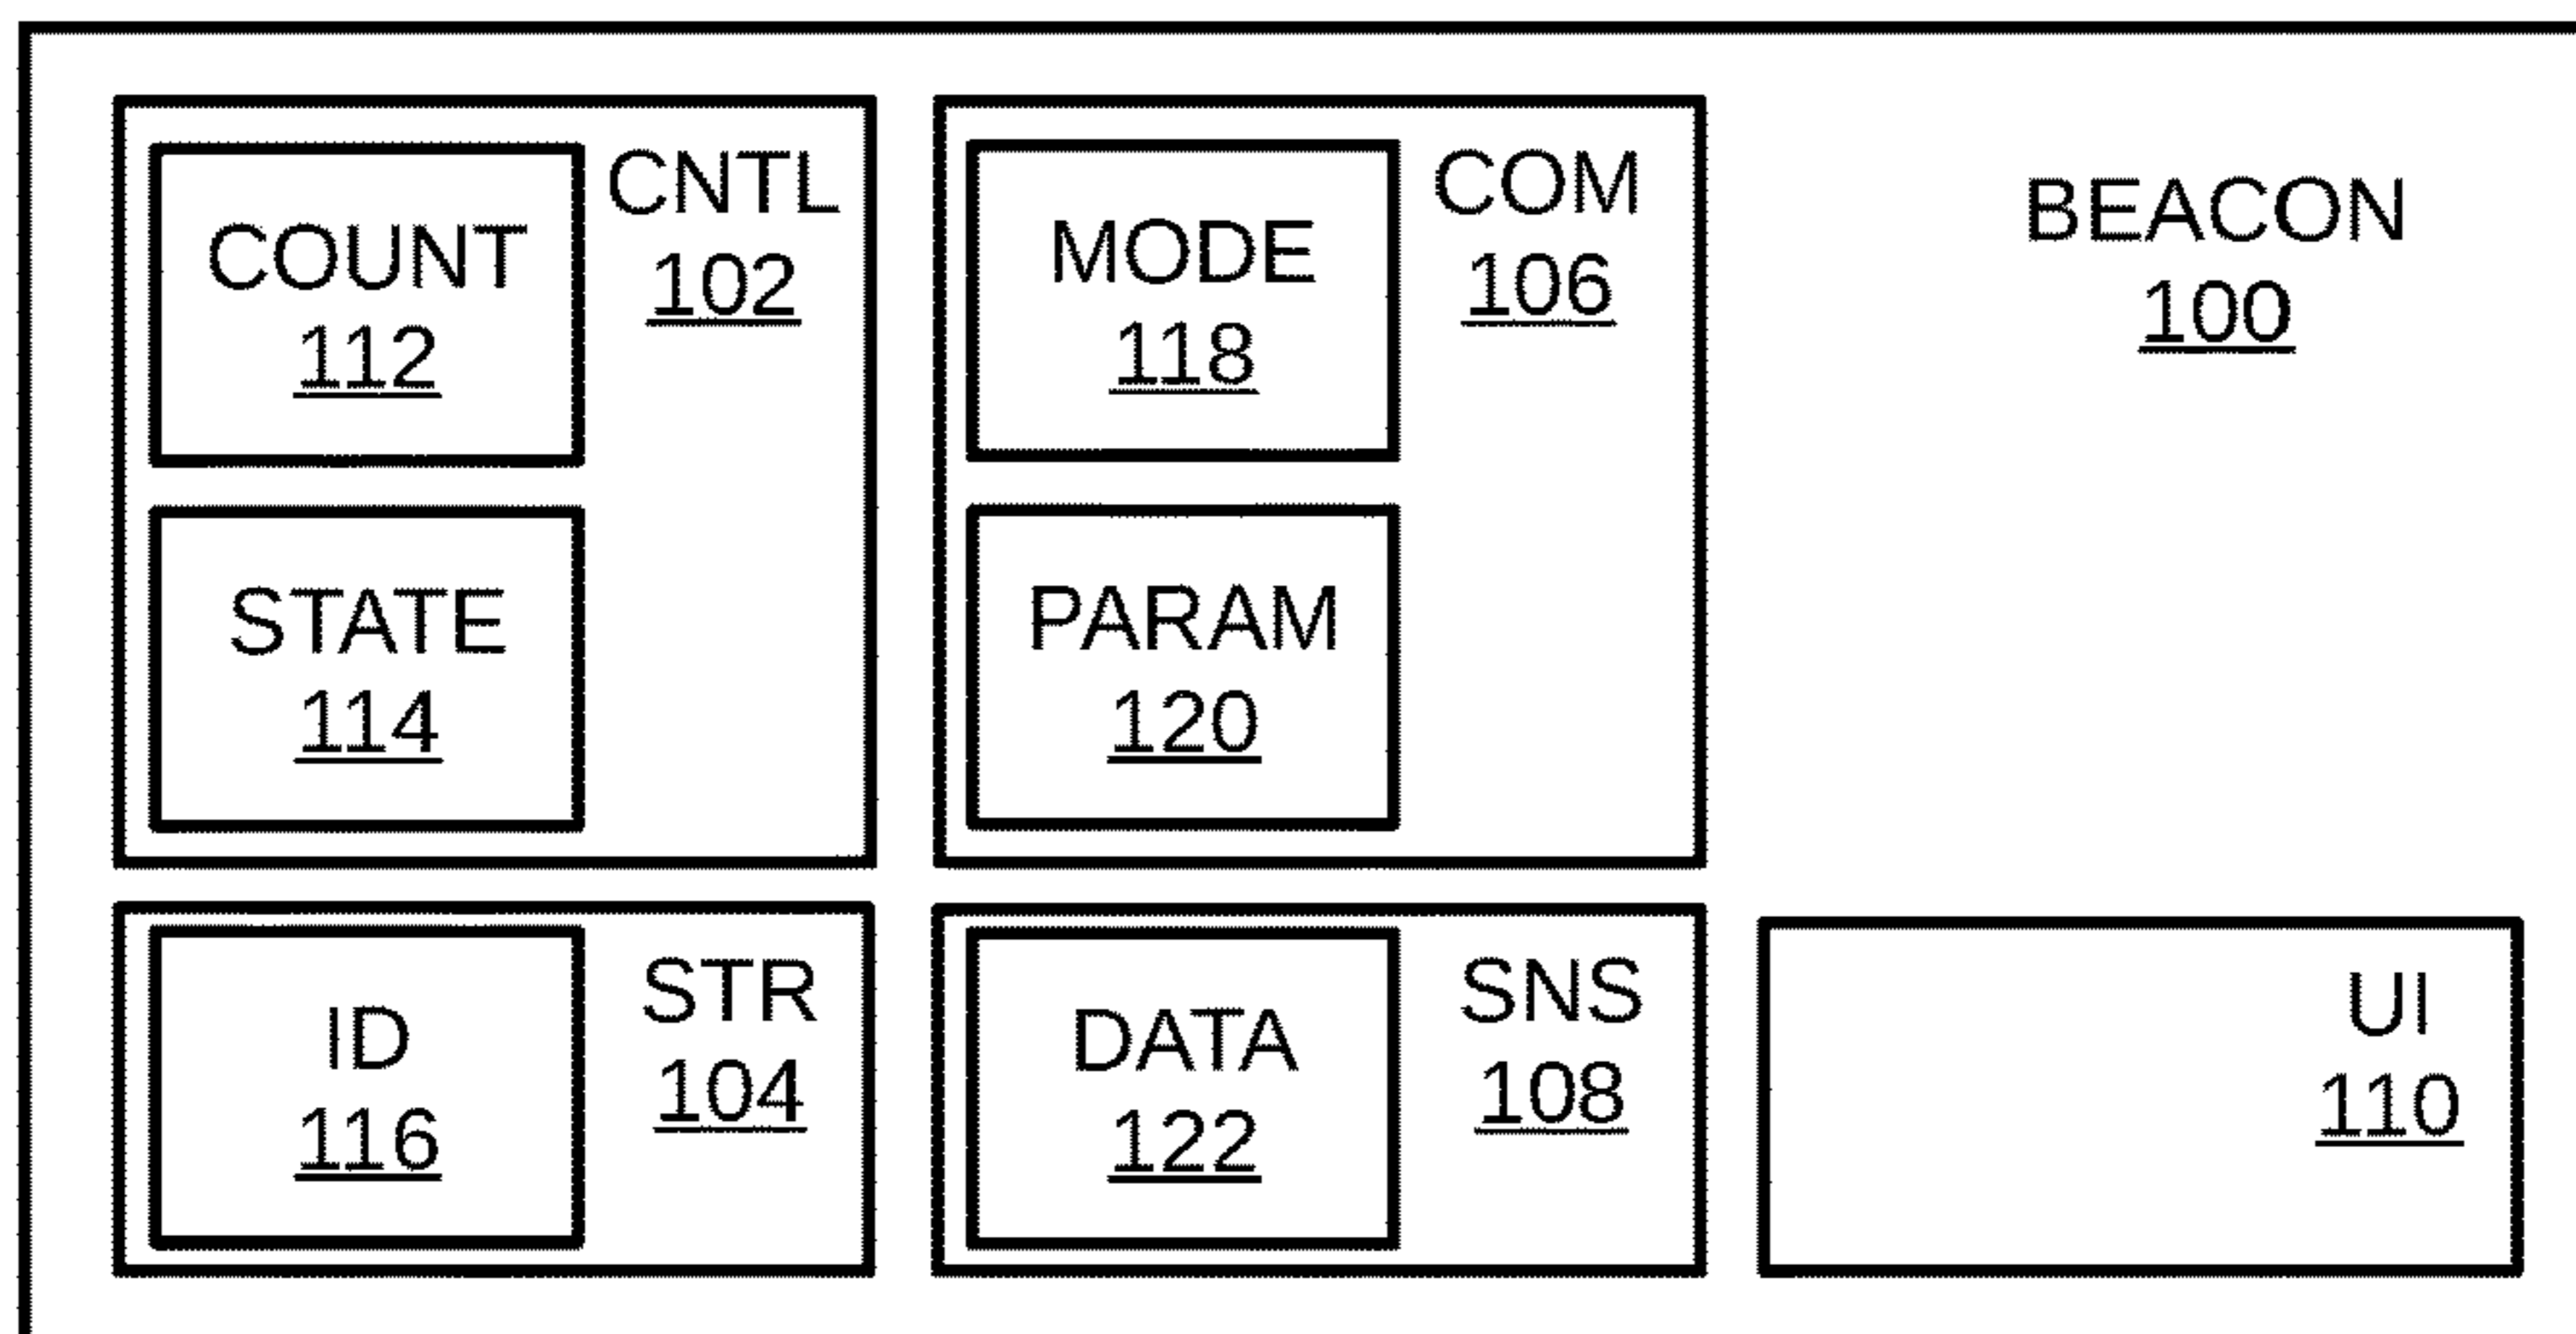 CNTL
102
COUNT
112
STATE
114
COM
106
MODE
118
PARAM
120
BEACON
100
STR
104
ID
116
SNS
108
DATA
122
UI
110